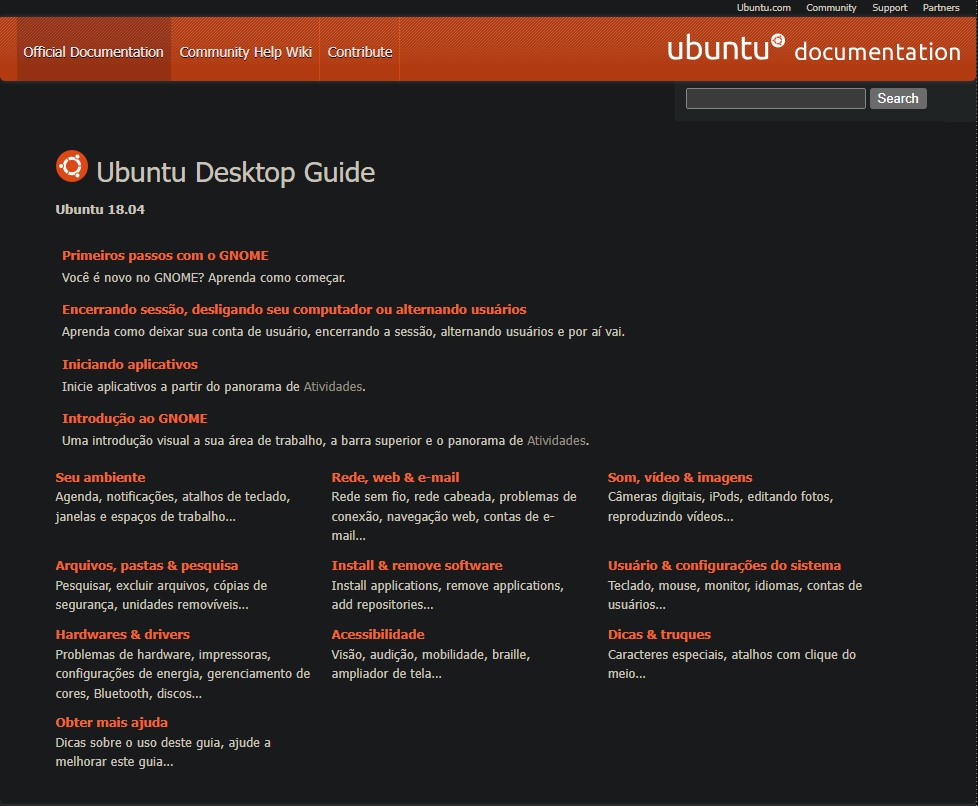 Ubuntu.com Community Support Partners
Official Documentation Community Help Wiki Contribute
ubuntu documentation
Search
Ubuntu Desktop Guide
Ubuntu 18.04
Primeiros passos com o GNOME
Você é novo no GNOME? Aprenda como começar.
Encerrando sessão, desligando seu computador ou alternando usuários
Aprenda como deixar sua conta de usuário, encerrando a sessão, alternando usuários e por aí vai.
Iniciando aplicativos
Inicie aplicativos a partir do panorama de Atividades.
Introdução ao GNOME
Uma introdução visual a sua área de trabalho, a barra superior e o panorama de Atividades.
Seu ambiente
Agenda, notificações, atalhos de teclado,
janelas e espaços de trabalho...
Rede, web & e-mail
Rede sem fio, rede cabeada, problemas de
conexão, navegação web, contas de e-
mail...
Som, vídeo & imagens
Câmeras digitais, iPods, editando fotos,
reproduzindo vídeos...
Arquivos, pastas & pesquisa
Pesquisar, excluir arquivos, cópias de
segurança, unidades removíveis...
Install & remove software
Install applications, remove applications,
add repositories...
Usuário & configurações do sistema
Teclado, mouse, monitor, idiomas, contas de
usuários...
Hardwares & drivers
Problemas de hardware, impressoras,
configurações de energia, gerenciamento de
cores, Bluetooth, discos...
Acessibilidade
Visão, audição, mobilidade, braille,
ampliador de tela...
Dicas & truques
Caracteres especiais, atalhos com clique do
meio...
Obter mais ajuda
Dicas sobre o uso deste guia, ajude a
melhorar este guia...